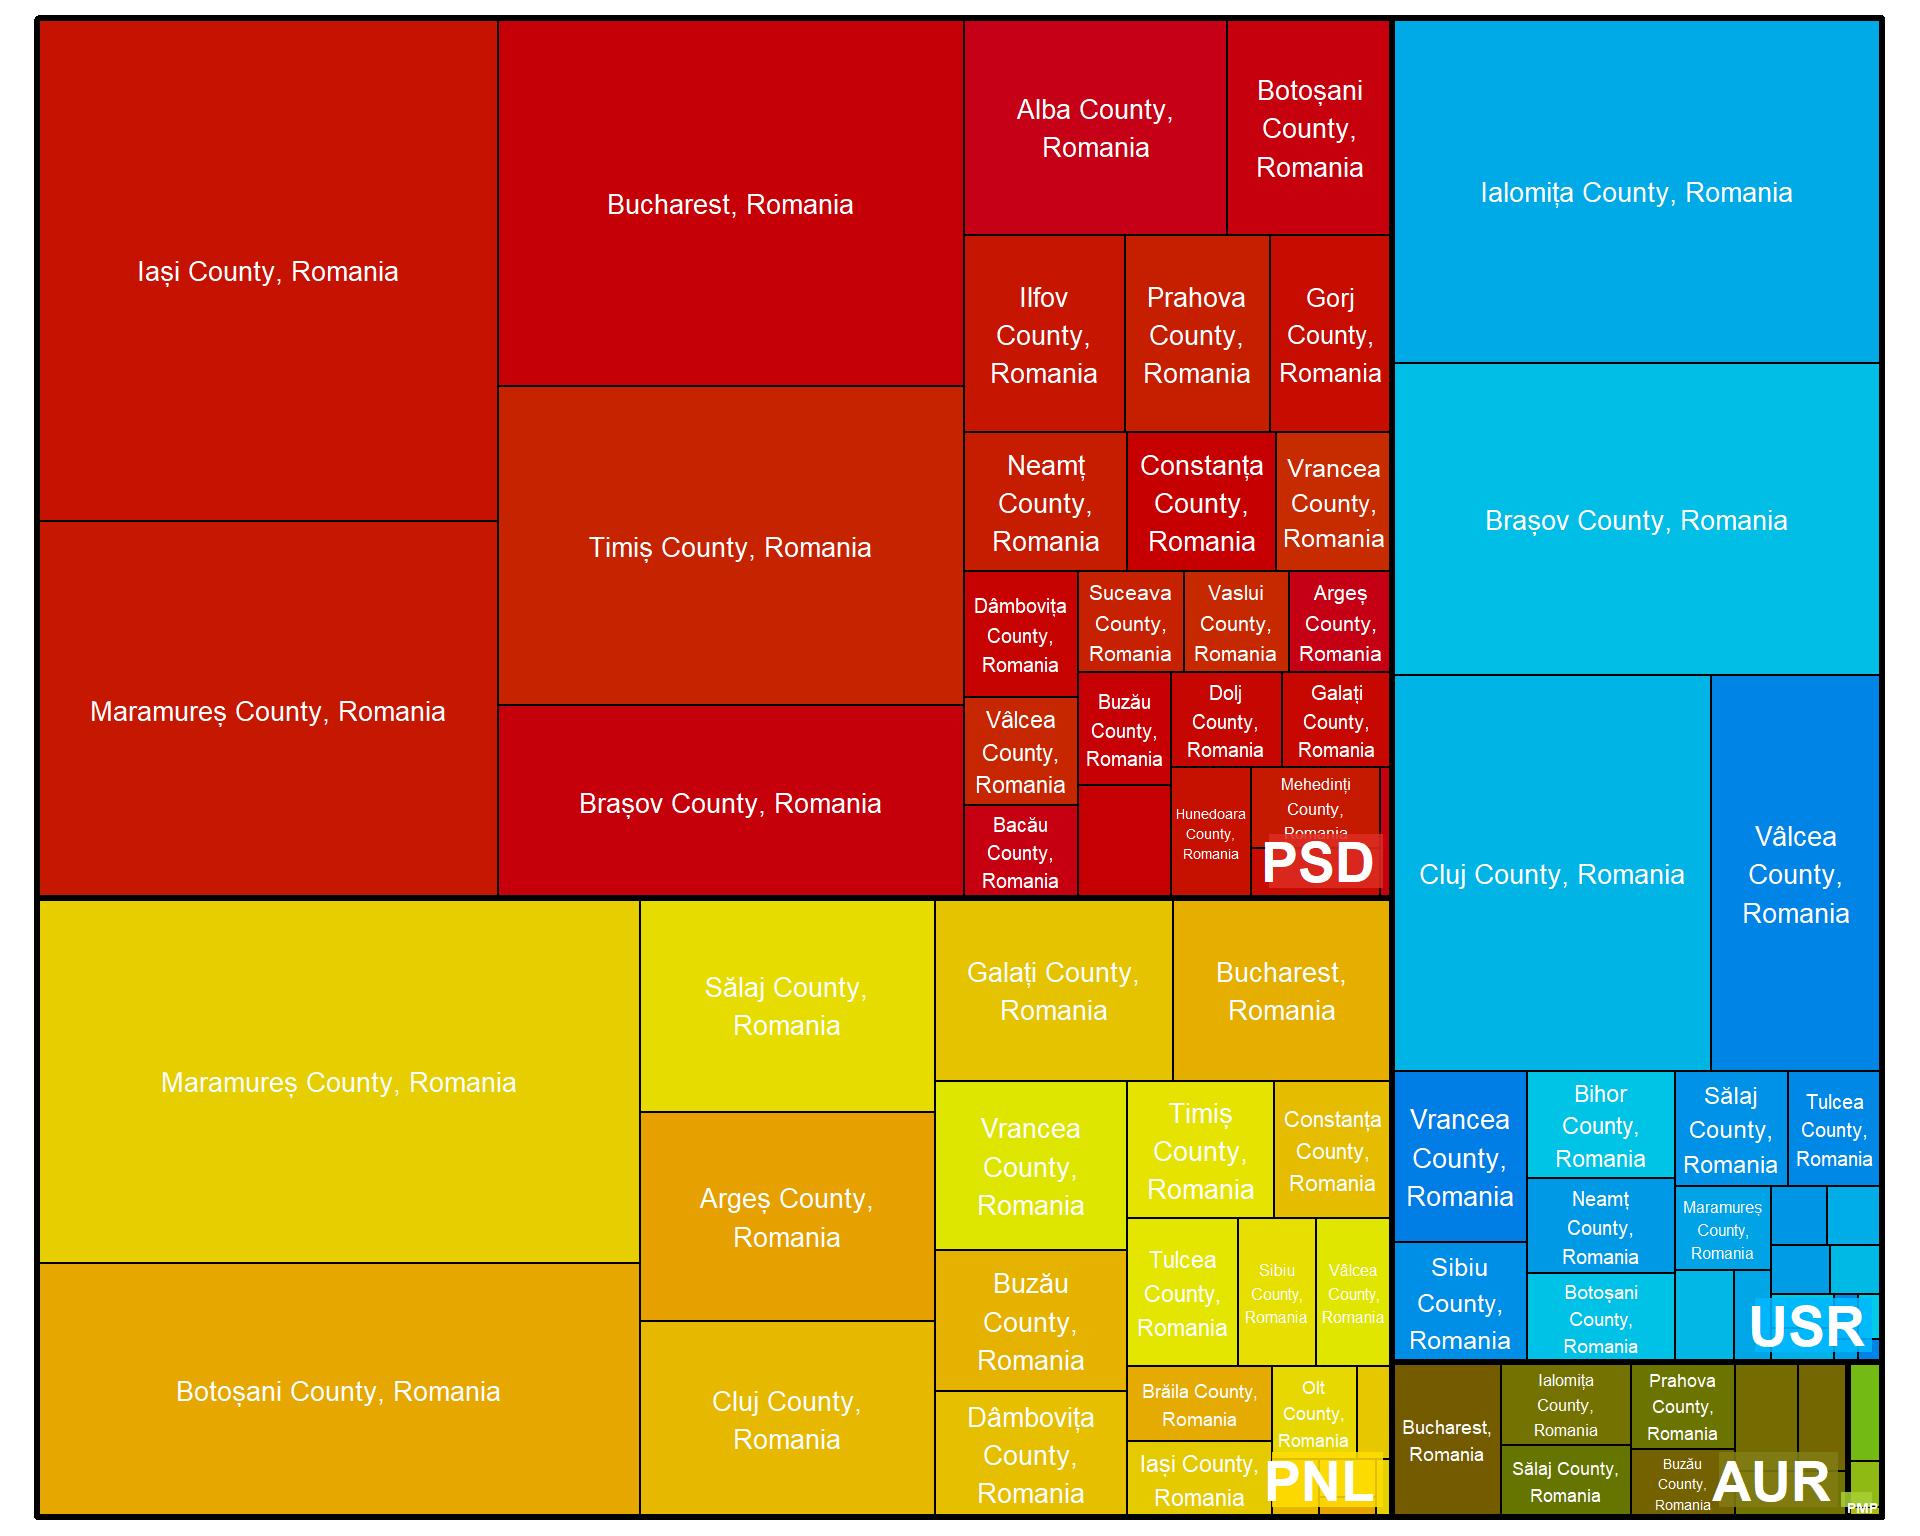 Iași County, Romania
Maramureș County, Romania
Bucharest, Romania
Timiș County, Romania
Brașov County, Romania
Alba County,
Romania
Botoșani
County,
Romania
Ilfov
County,
Romania
Prahova
County,
Romania
Gorj
County,
Romania
Neamț
County,
Romania
Constanța
County,
Romania
Vrancea
County,
Romania
Dâmbovița
County,
Romania
Suceava
County,
Romania
Vaslui
County,
Romania
Argeș
County,
Romania
Vâlcea
County,
Romania
Buzău
County,
Romania
Dolj
County,
Romania
Galați
County,
Romania
Bacău
County,
Romania
Hunedoara
County,
Romania
Mehedinți
County,
Romania
PSD
Maramureș County, Romania
Botoșani County, Romania
Sălaj County,
Romania
Argeș County,
Romania
Cluj County,
Romania
Galați County,
Romania
Bucharest,
Romania
Vrancea
County,
Romania
Timiș
County,
Romania
Constanța
County,
Romania
Buzău
County,
Romania
Tulcea
County,
Romania
Sibiu
County,
Romania
Vâlcea
County,
Romania
Dâmbovița
County,
Romania
Brăila County,
Romania
Olt
County,
Romania
Iași County,
Romania
PNL
Ialomița County, Romania
Brașov County, Romania
Cluj County, Romania
Vâlcea
County,
Romania
Vrancea
County,
Romania
Bihor
County,
Romania
Sălaj
County,
Romania
Tulcea
County,
Romania
Neamț
County,
Romania
Maramureș
County,
Romania
Sibiu
County,
Romania
Botoșani
County,
Romania
USR
Bucharest,
Romania
Ialomița
County,
Romania
Prahova
County,
Romania
Sălaj County,
Romania
Buzău
County,
Romania
AUR
PMP